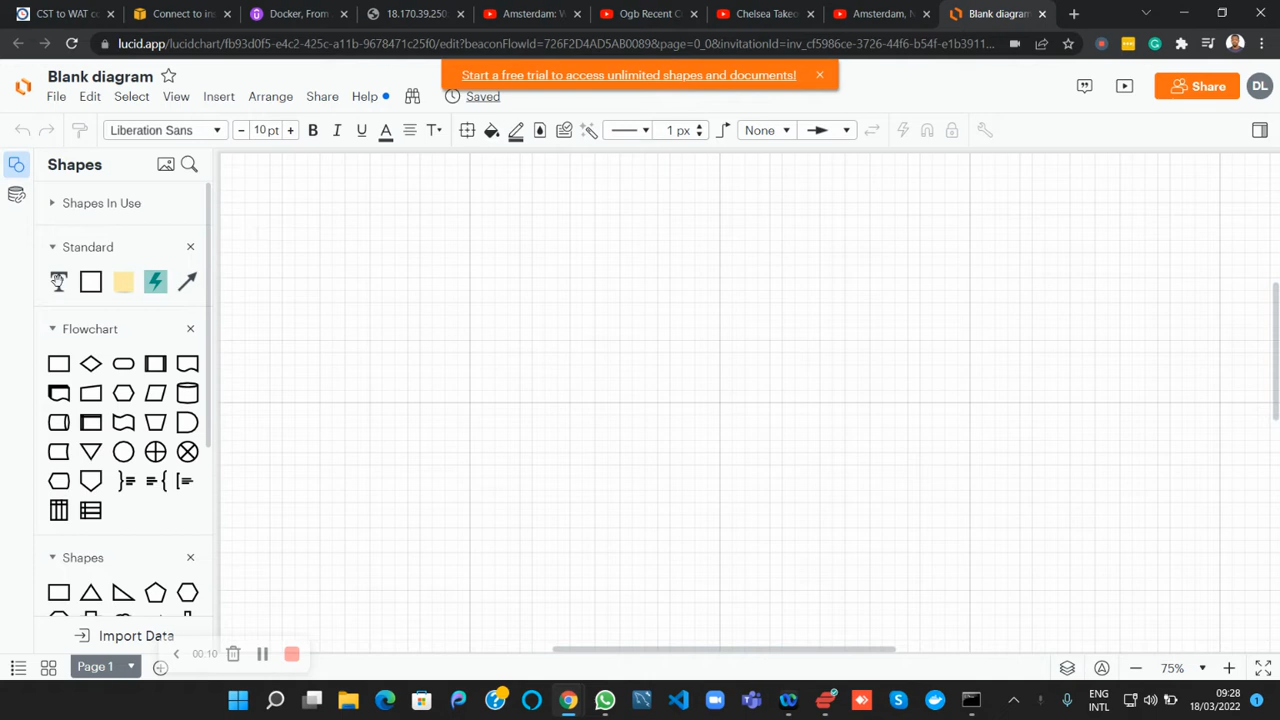 CST to WAT co
Connect to ins
Docker, From
18.170.39.250
Amsterdam: W
Ogb Recent C
Chelsea Takeo
Amsterdam, N
Blank diagram
lucid.app/lucidchart/fb93d0f5-e4c2-425c-a11b-9678471c25f0/edit?beaconFlowId=726F2D4AD5AB0089&page=0_0&invitationId=inv_cf5986ce-3726-44f6-b54f-e1b3911...
Blank diagram
Start a free trial to access unlimited shapes and documents!
Share
DL
File Edit Select View Insert Arrange Share Help
Saved
Liberation Sans
10 pt
B I U A T
1 px
None
Shapes
Shapes In Use
Standard
Flowchart
Shapes
Import Data
00:10
Page 1
75%
ENG
INTL
09:28
18/03/2022